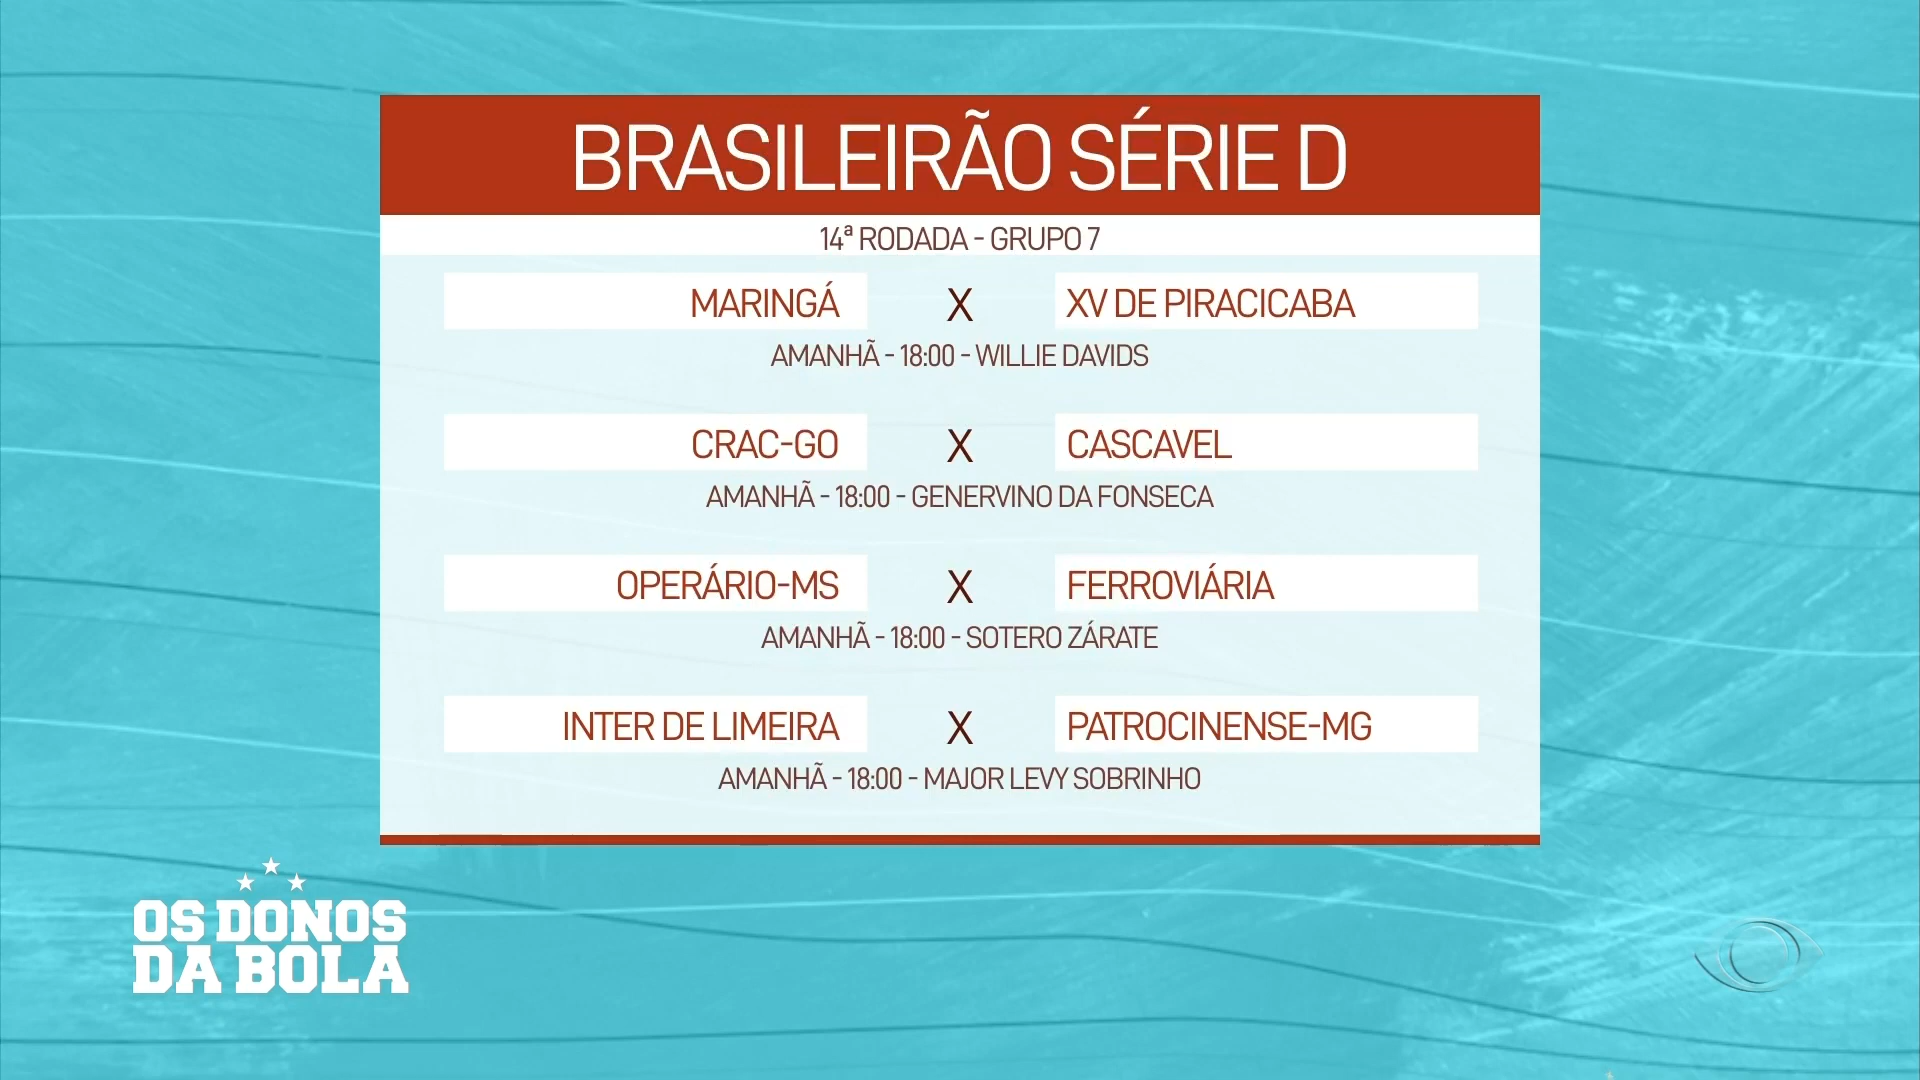 BRASILEIRÃO SÉRIE D
14ª RODADA - GRUPO 7
MARINGÁ X XV DE PIRACICABA
AMANHÃ - 18:00 - WILLIE DAVIDS
CRAC-GO X CASCAVEL
AMANHÃ - 18:00 - GENERVINO DA FONSECA
OPERÁRIO-MS X FERROVIÁRIA
AMANHÃ - 18:00 - SOTERO ZÁRATE
INTER DE LIMEIRA X PATROCINENSE-MG
AMANHÃ - 18:00 - MAJOR LEVY SOBRINHO
OS DONOS
DA BOLA